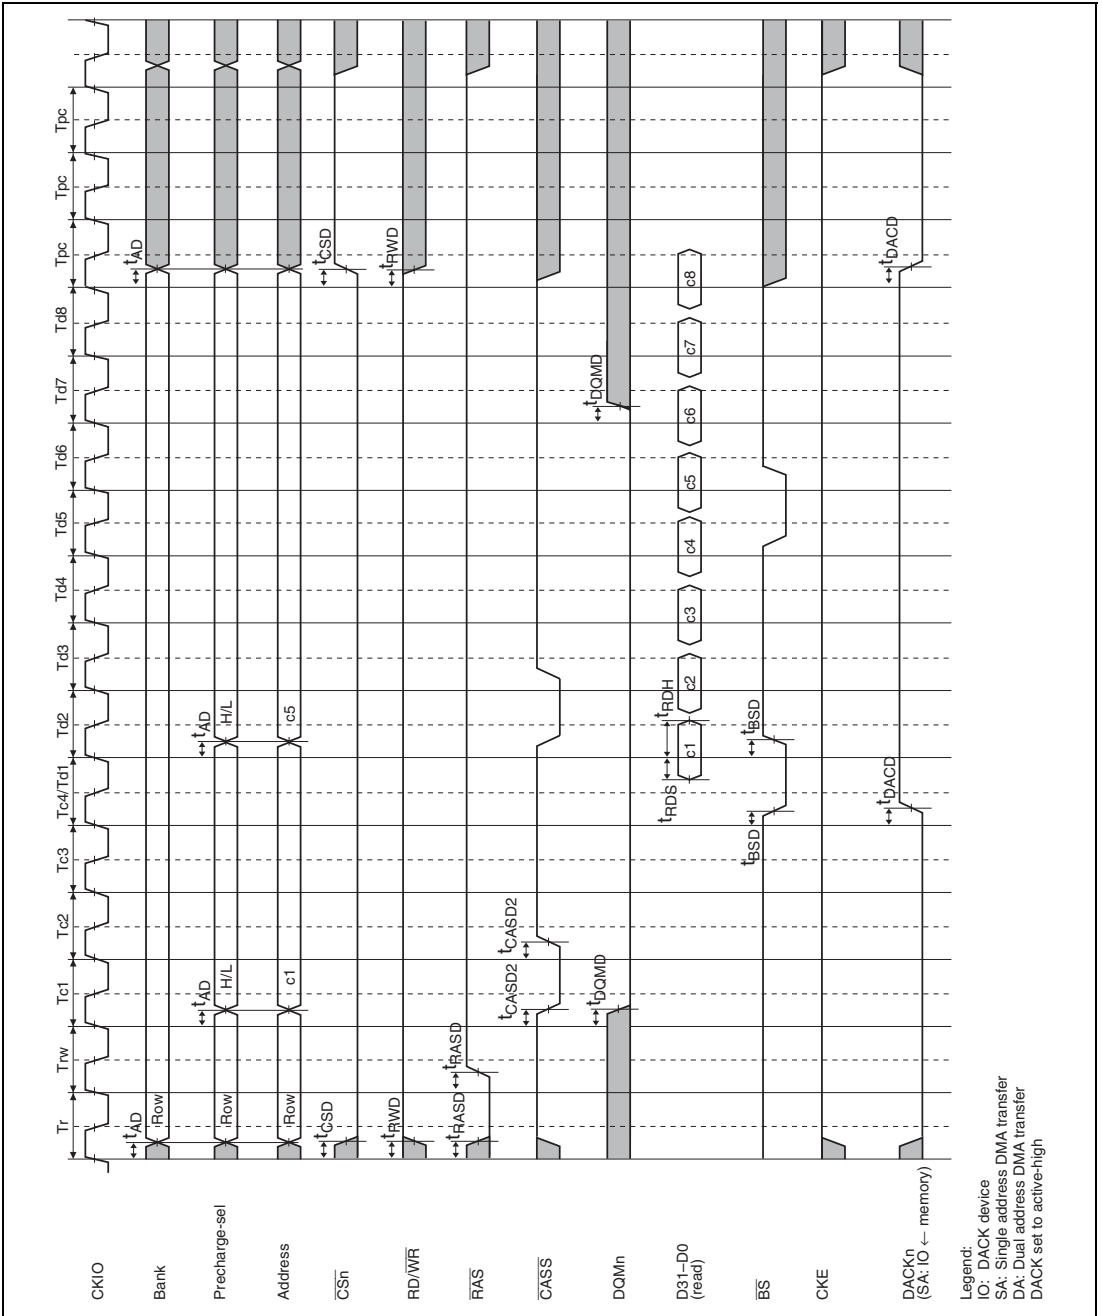 Tr Trw Tc1 Tc2 Tc3 Tc4/Td1 Td2 Td3 Td4 Td5 Td6 Td7 Td8 Tpc Tpc Tpc
CKIO
Bank tAD Row tAD
Precharge-sel Row tAD H/L tAD H/L
Address Row c1 c5
CSn tCSD tCSD
RD/WR tRWD tRWD
RAS tRASD tRASD
CASS tCASD2 tCASD2
DQMn tDQMD tDQMD
D31–D0
(read)
tRDS tRDH
c1 c2 c3 c4 c5 c6 c7 c8
BS tBSD tBSD
CKE
DACKn
(SA: IO ← memory)
tDACD tDACD
Legend:
IO: DACK device
SA: Single address DMA transfer
DA: Dual address DMA transfer
DACK set to active-high